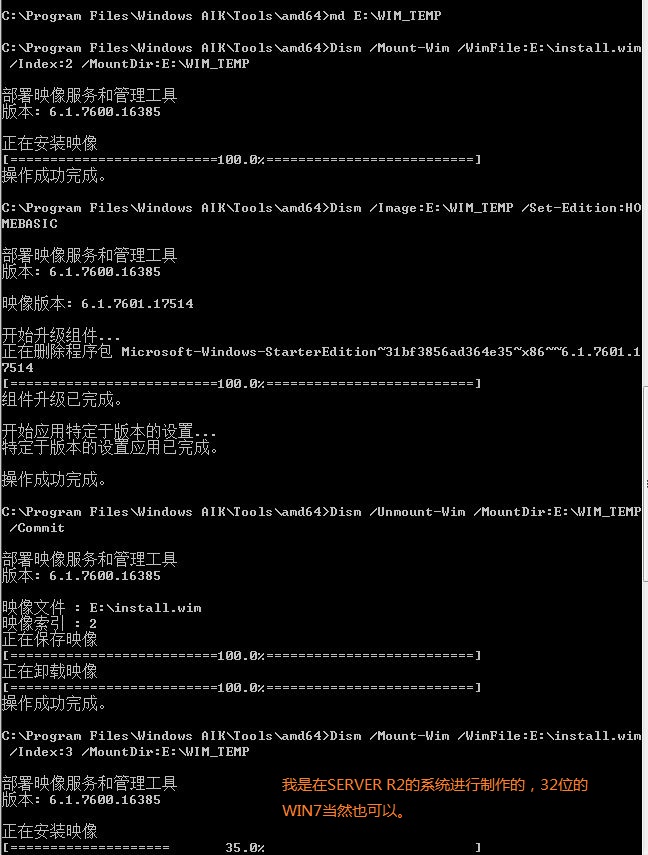 C:\Program Files\Windows AIK\Tools\amd64>md E:\WIM_TEMP
C:\Program Files\Windows AIK\Tools\amd64>Dism /Mount-Wim /WimFile:E:\install.wim
/Index:2 /MountDir:E:\WIM_TEMP
部署映像服务和管理工具
版本: 6.1.7600.16385
正在安装映像
[==========================100.0%==========================]
操作成功完成。
C:\Program Files\Windows AIK\Tools\amd64>Dism /Image:E:\WIM_TEMP /Set-Edition:HO
MEBASIC
部署映像服务和管理工具
版本: 6.1.7600.16385
映像版本: 6.1.7601.17514
开始升级组件...
正在删除程序包 Microsoft-Windows-StarterEdition~31bf3856ad364e35~x86~~6.1.7601.1
7514
[==========================100.0%==========================]
组件升级已完成。
开始应用特定于版本的设置...
特定于版本的设置应用已完成。
操作成功完成。
C:\Program Files\Windows AIK\Tools\amd64>Dism /Unmount-Wim /MountDir:E:\WIM_TEMP
/Commit
部署映像服务和管理工具
版本: 6.1.7600.16385
映像文件 : E:\install.wim
映像索引 : 2
正在保存映像
[==========================100.0%==========================]
正在卸载映像
[==========================100.0%==========================]
操作成功完成。
C:\Program Files\Windows AIK\Tools\amd64>Dism /Mount-Wim /WimFile:E:\install.wim
/Index:3 /MountDir:E:\WIM_TEMP
部署映像服务和管理工具
版本: 6.1.7600.16385
我是在SERVER R2的系统进行制作的，32位的
WIN7当然也可以。
正在安装映像
[====================       35.0%                          ]